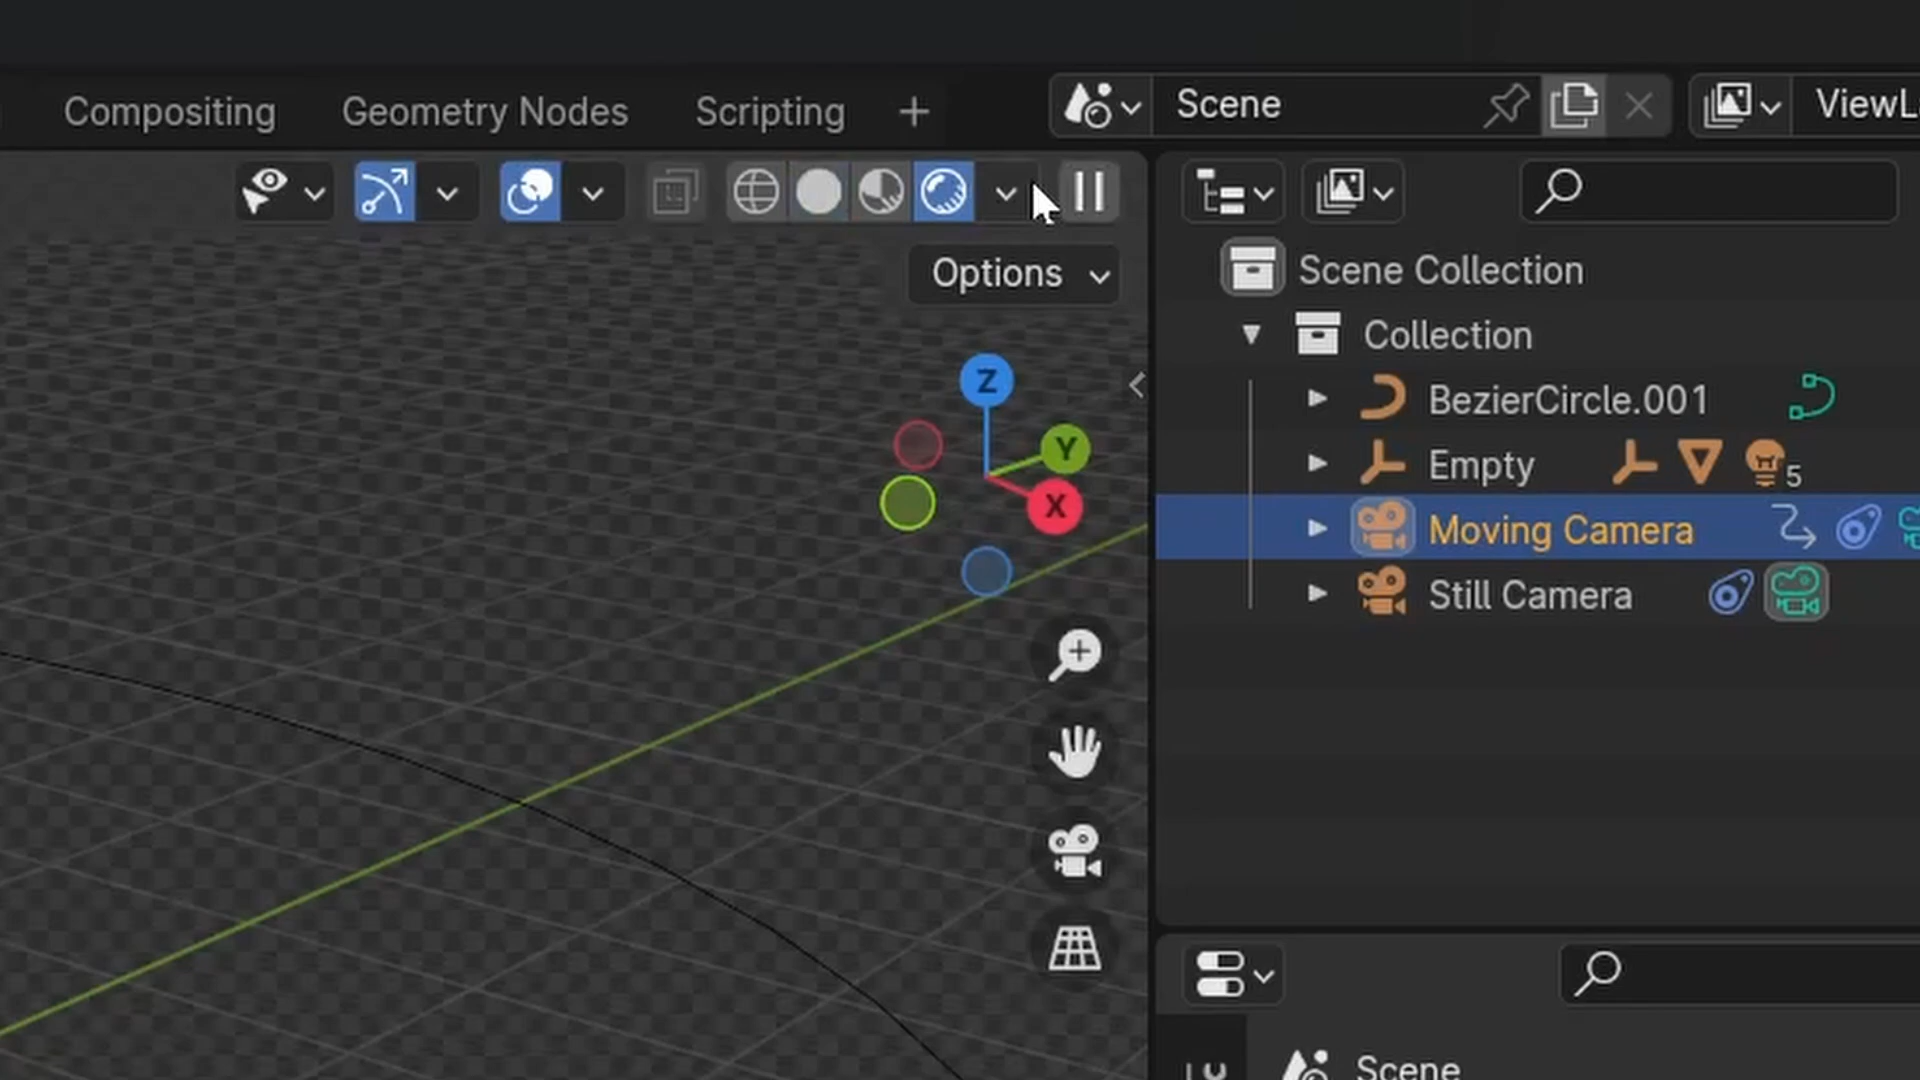 Compositing Geometry Nodes Scripting + Scene ViewL
Options
Scene Collection
Collection
Z
BezierCircle.001
Y
Empty 5
X
Moving Camera
Still Camera
Scene